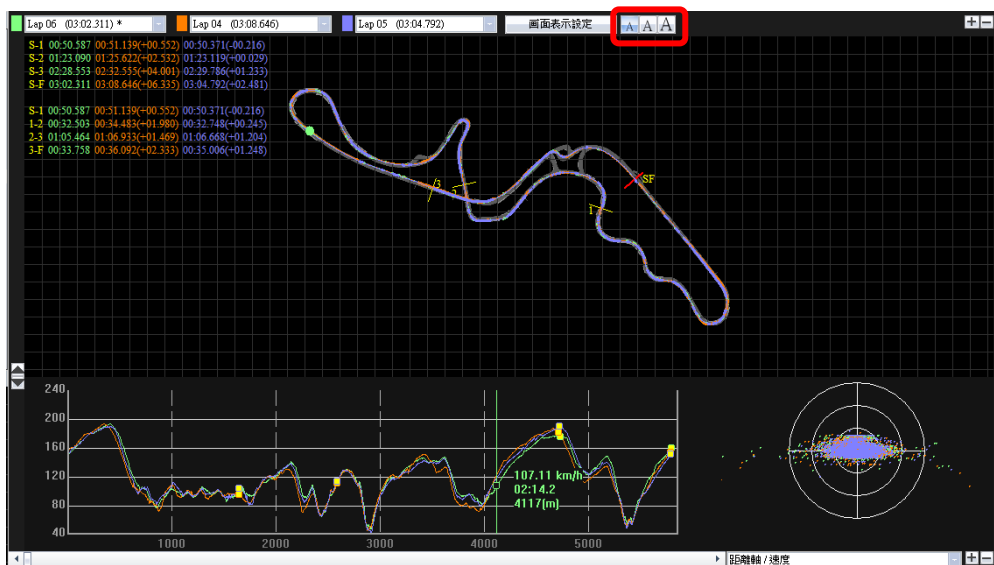 Lap 06 (03:02.311) * Lap 04 (03:08.646) Lap 05 (03:04.792) 画面表示設定 A A A
S-1 00:50.587 00:51.139(+00.552) 00:50.371(-00.216)
S-2 01:23.090 01:25.622(+02.532) 01:23.119(+00.029)
S-3 02:28.553 02:32.555(+04.001) 02:29.786(+01.233)
S-F 03:02.311 03:08.646(+06.335) 03:04.792(+02.481)
S-1 00:50.587 00:51.139(+00.552) 00:50.371(-00.216)
1-2 00:32.503 00:34.483(+01.980) 00:32.748(+00.245)
2-3 01:05.464 01:06.933(+01.469) 01:06.668(+01.204)
3-F 00:33.758 00:36.092(+02.333) 00:35.006(+01.248)
SF
3
2
1
240
200
160
120
80
40
107.11 km/h
02:14.2
4117(m)
1000 2000 3000 4000 5000
距離軸 / 速度